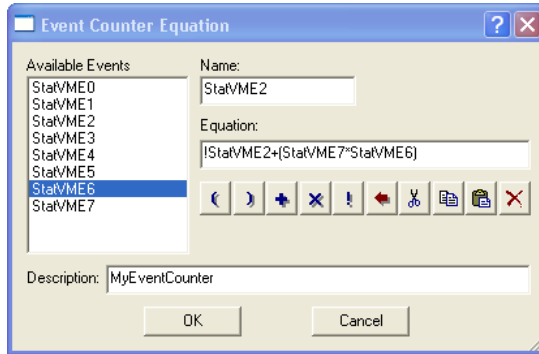 Event Counter Equation
Available Events
StatVME0
StatVME1
StatVME2
StatVME3
StatVME4
StatVME5
StatVME6
StatVME7
Name:
StatVME2
Equation:
!StatVME2+(StatVME7*StatVME6)
Description: MyEventCounter
OK Cancel